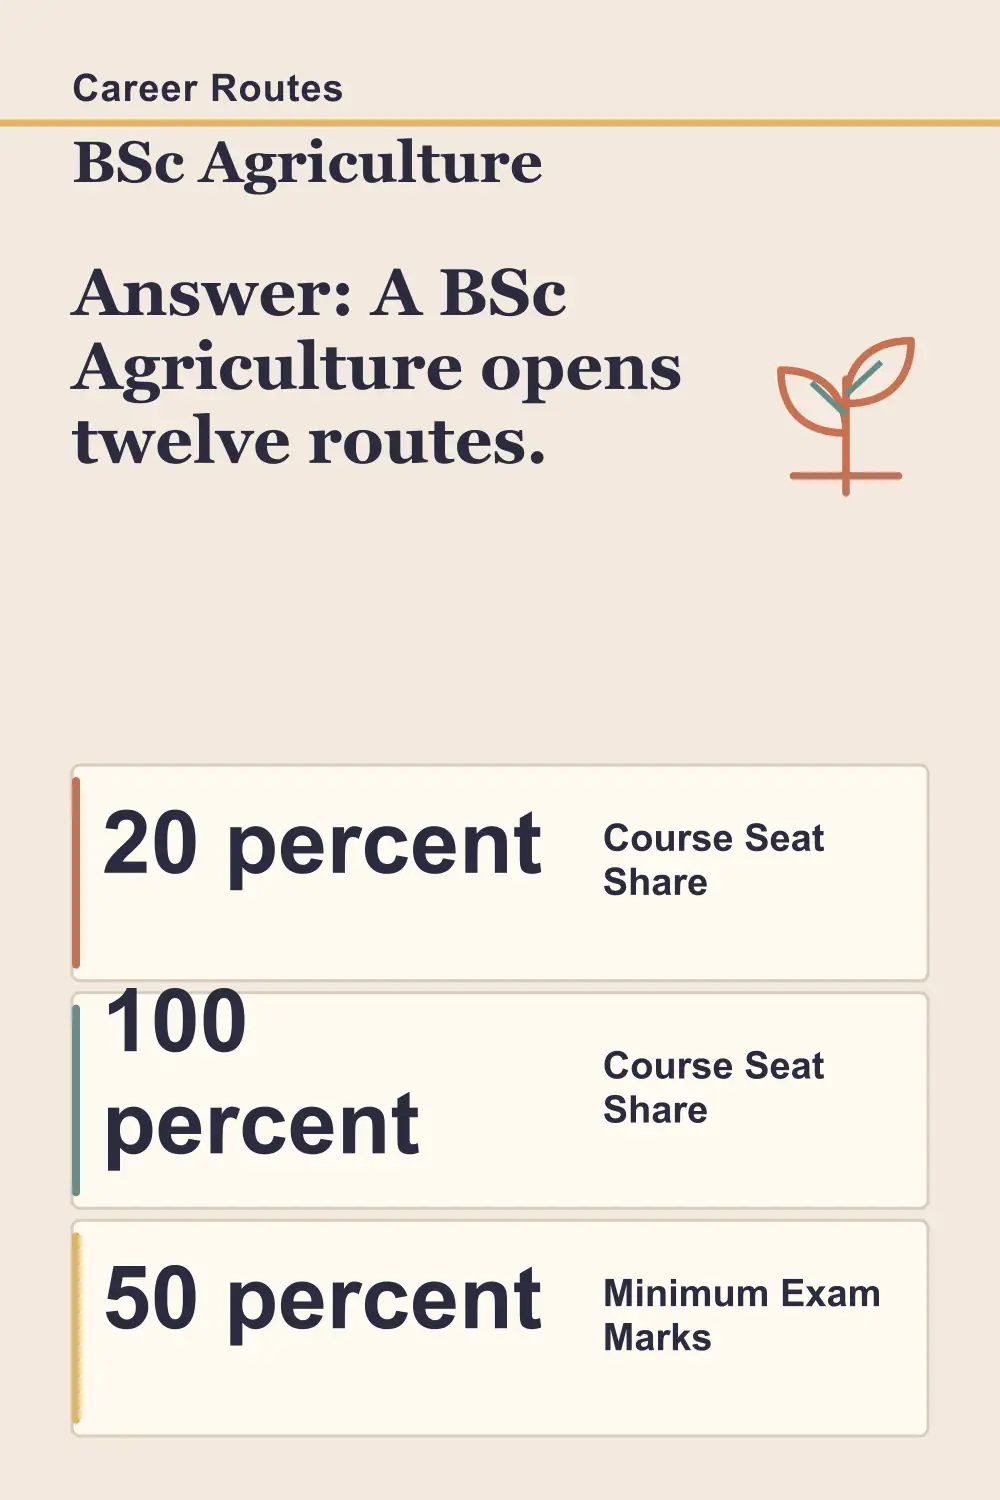 Career Routes
BSc Agriculture
Answer: A BSc
Agriculture opens
twelve routes.
20 percent
Course Seat
Share
100
percent
Course Seat
Share
50 percent
Minimum Exam
Marks